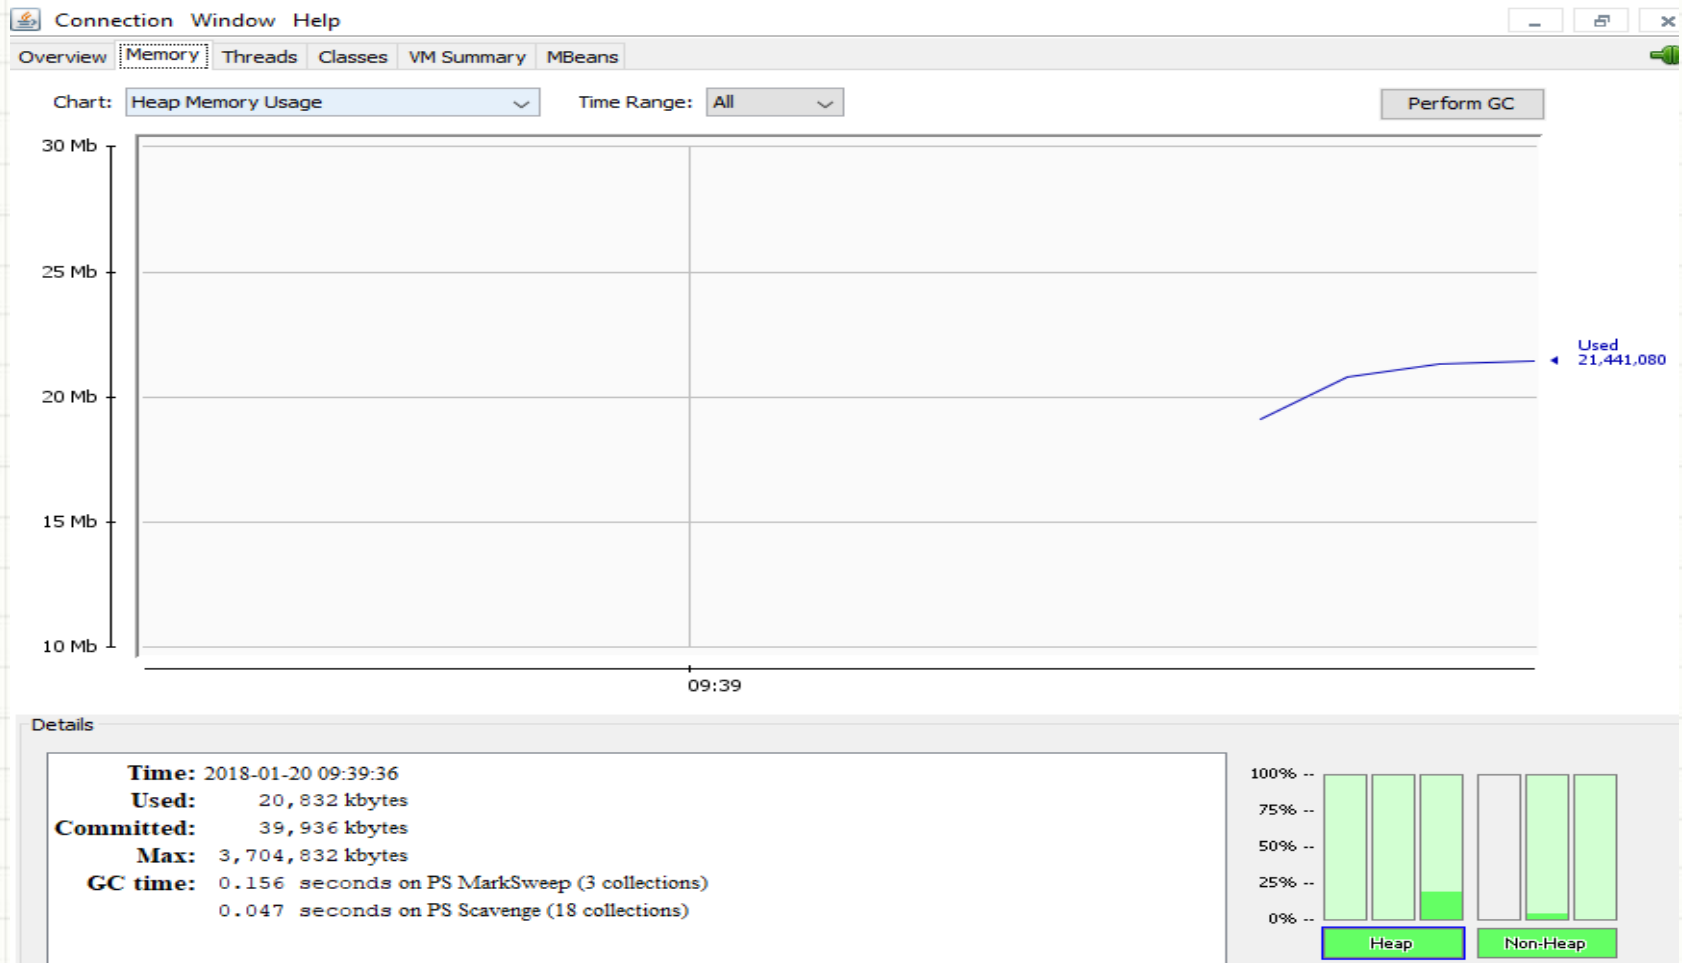 Connection Window Help
Overview Memory Threads Classes VM Summary MBeans
Chart: Heap Memory Usage Time Range: All Perform GC
30 Mb
25 Mb
Used
21,441,080
20 Mb
15 Mb
10 Mb
09:39
Details
Time: 2018-01-20 09:39:36
Used: 20,832 kbytes
Committed: 39,936 kbytes
Max: 3,704,832 kbytes
GC time: 0.156 seconds on PS MarkSweep (3 collections)
0.047 seconds on PS Scavenge (18 collections)
100% --
75% --
50% --
25% --
0% --
Heap Non-Heap